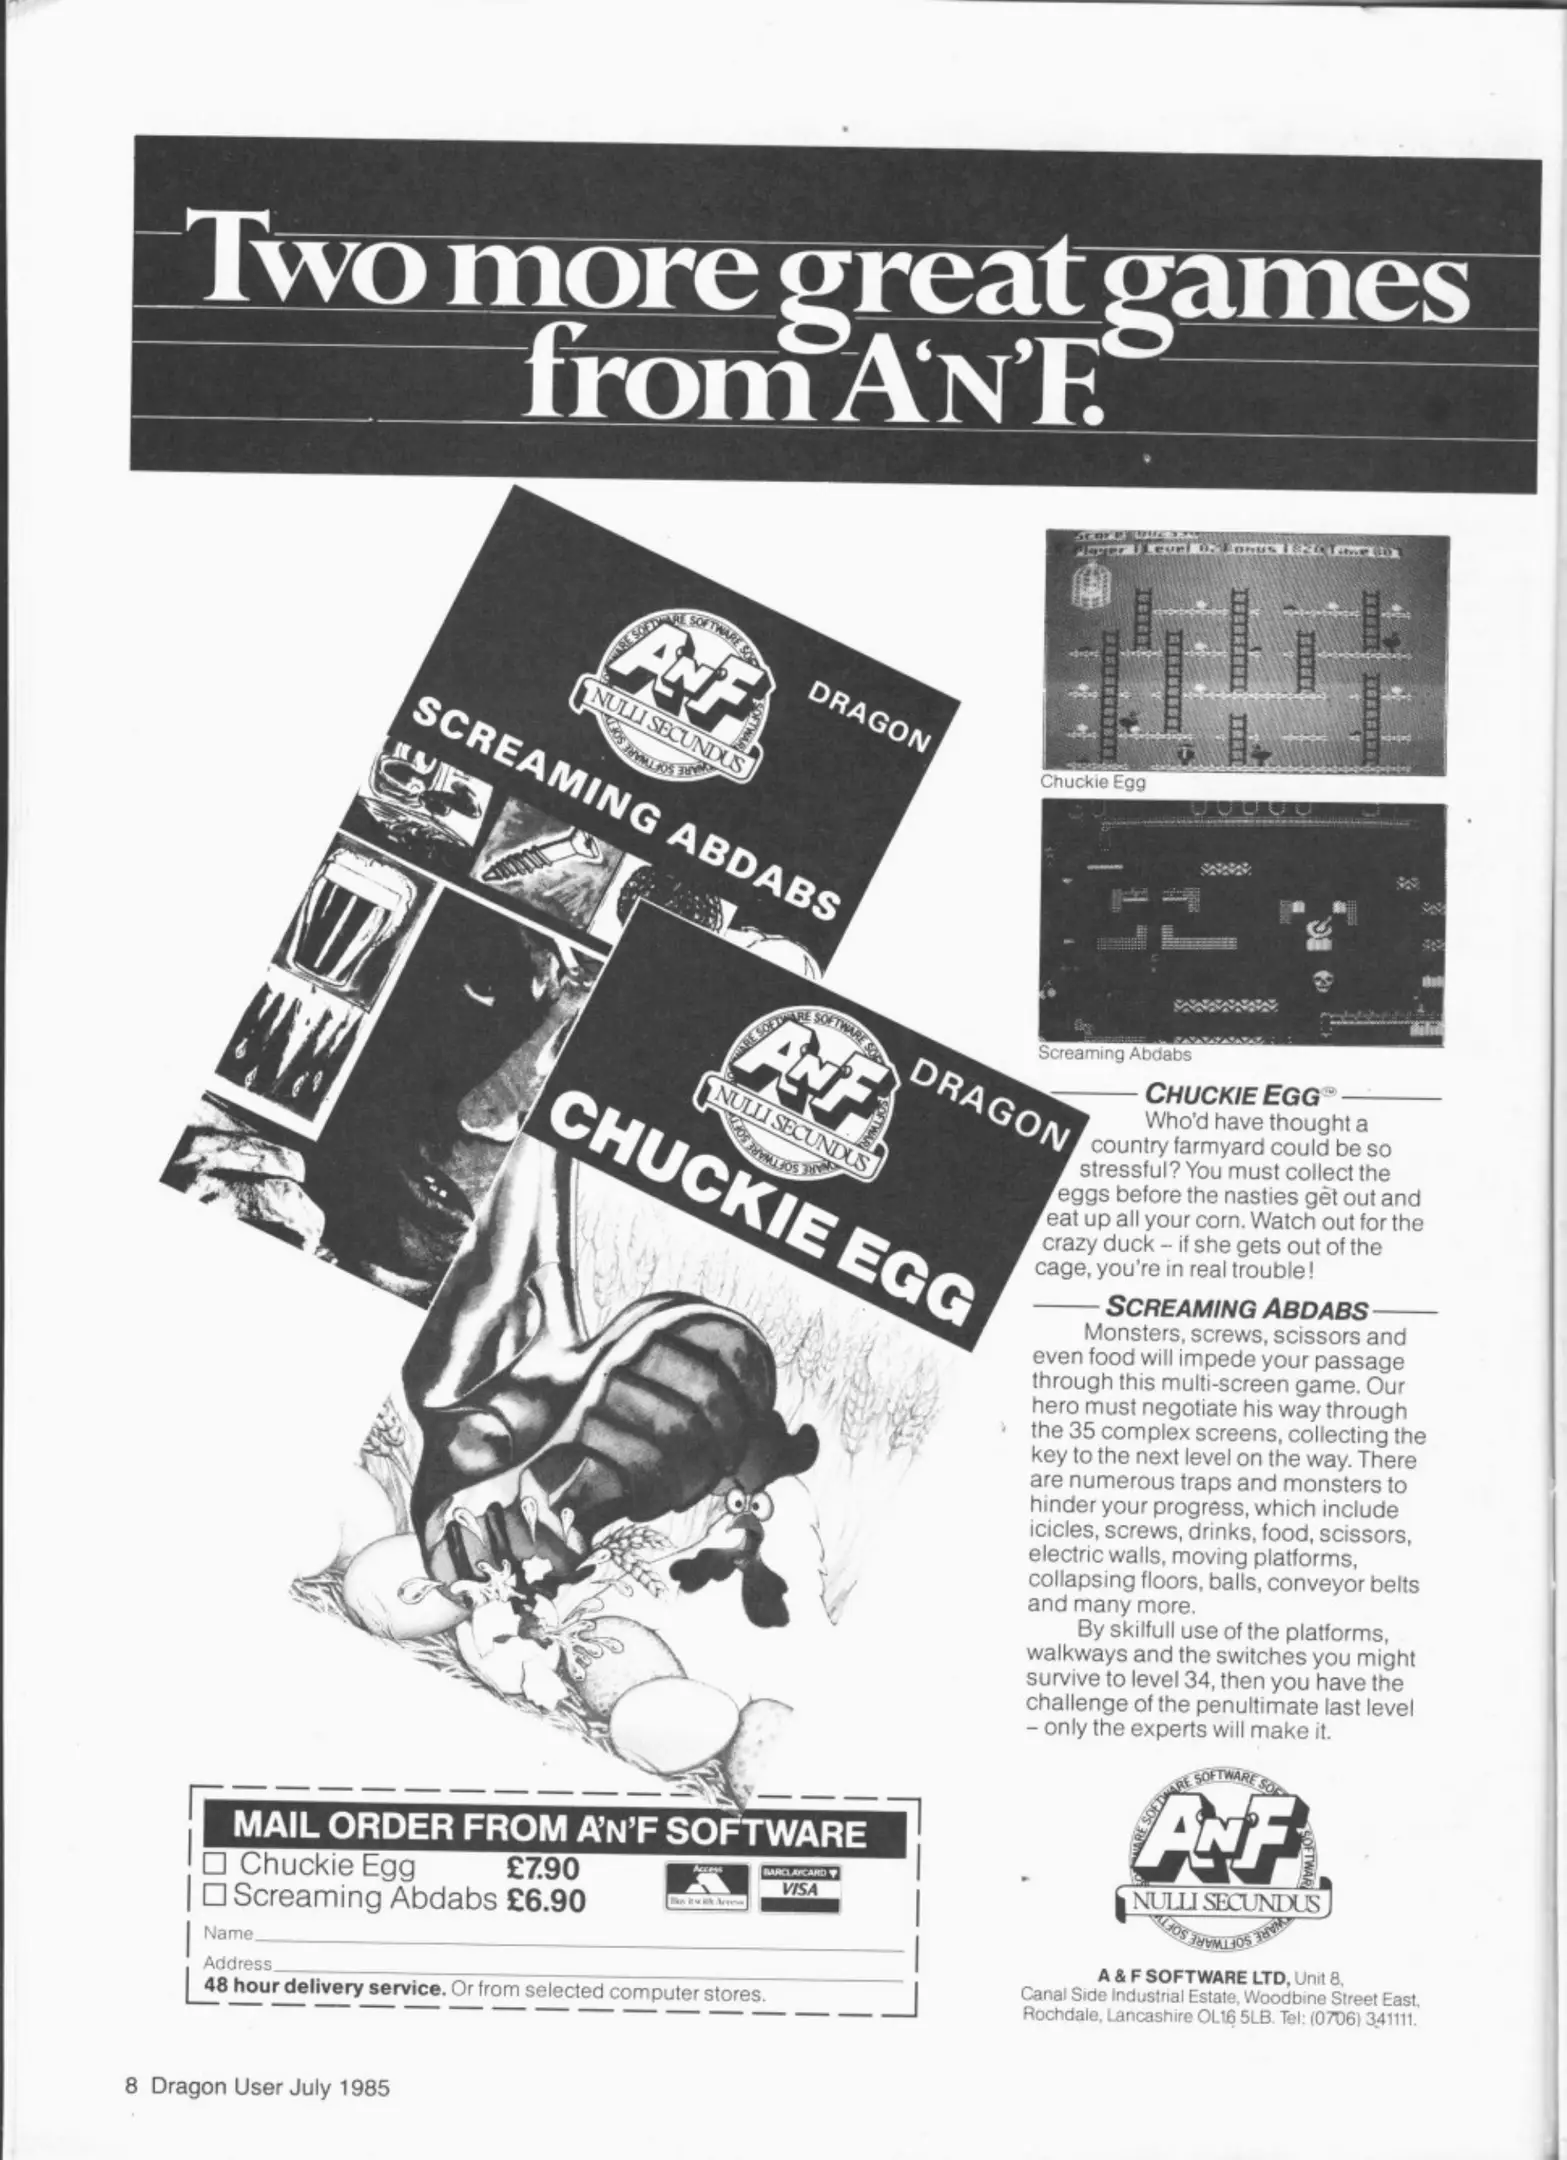 Two more great games
from A'N'F.
DRAGON
A'N'F
NULLI SECUNDUS
SCREAMING ABDABS
DRAGON
A'N'F
NULLI SECUNDUS
CHUCKIE EGG
Chuckie Egg
Screaming Abdabs
CHUCKIE EGG™
Who'd have thought a
country farmyard could be so
stressful? You must collect the
eggs before the nasties get out and
eat up all your corn. Watch out for the
crazy duck – if she gets out of the
cage, you're in real trouble!
SCREAMING ABDABS
Monsters, screws, scissors and
even food will impede your passage
through this multi-screen game. Our
hero must negotiate his way through
the 35 complex screens, collecting the
key to the next level on the way. There
are numerous traps and monsters to
hinder your progress, which include
icicles, screws, drinks, food, scissors,
electric walls, moving platforms,
collapsing floors, balls, conveyor belts
and many more.
By skilfull use of the platforms,
walkways and the switches you might
survive to level 34, then you have the
challenge of the penultimate last level
– only the experts will make it.
MAIL ORDER FROM A'N'F SOFTWARE
Chuckie Egg £7.90
Screaming Abdabs £6.90
Access
Buy it with Access
BARCLAYCARD
VISA
Name
Address
48 hour delivery service. Or from selected computer stores.
A'N'F
NULLI SECUNDUS
A & F SOFTWARE LTD, Unit 8,
Canal Side Industrial Estate, Woodbine Street East,
Rochdale, Lancashire OL16 5LB. Tel: (0706) 341111.
8 Dragon User July 1985